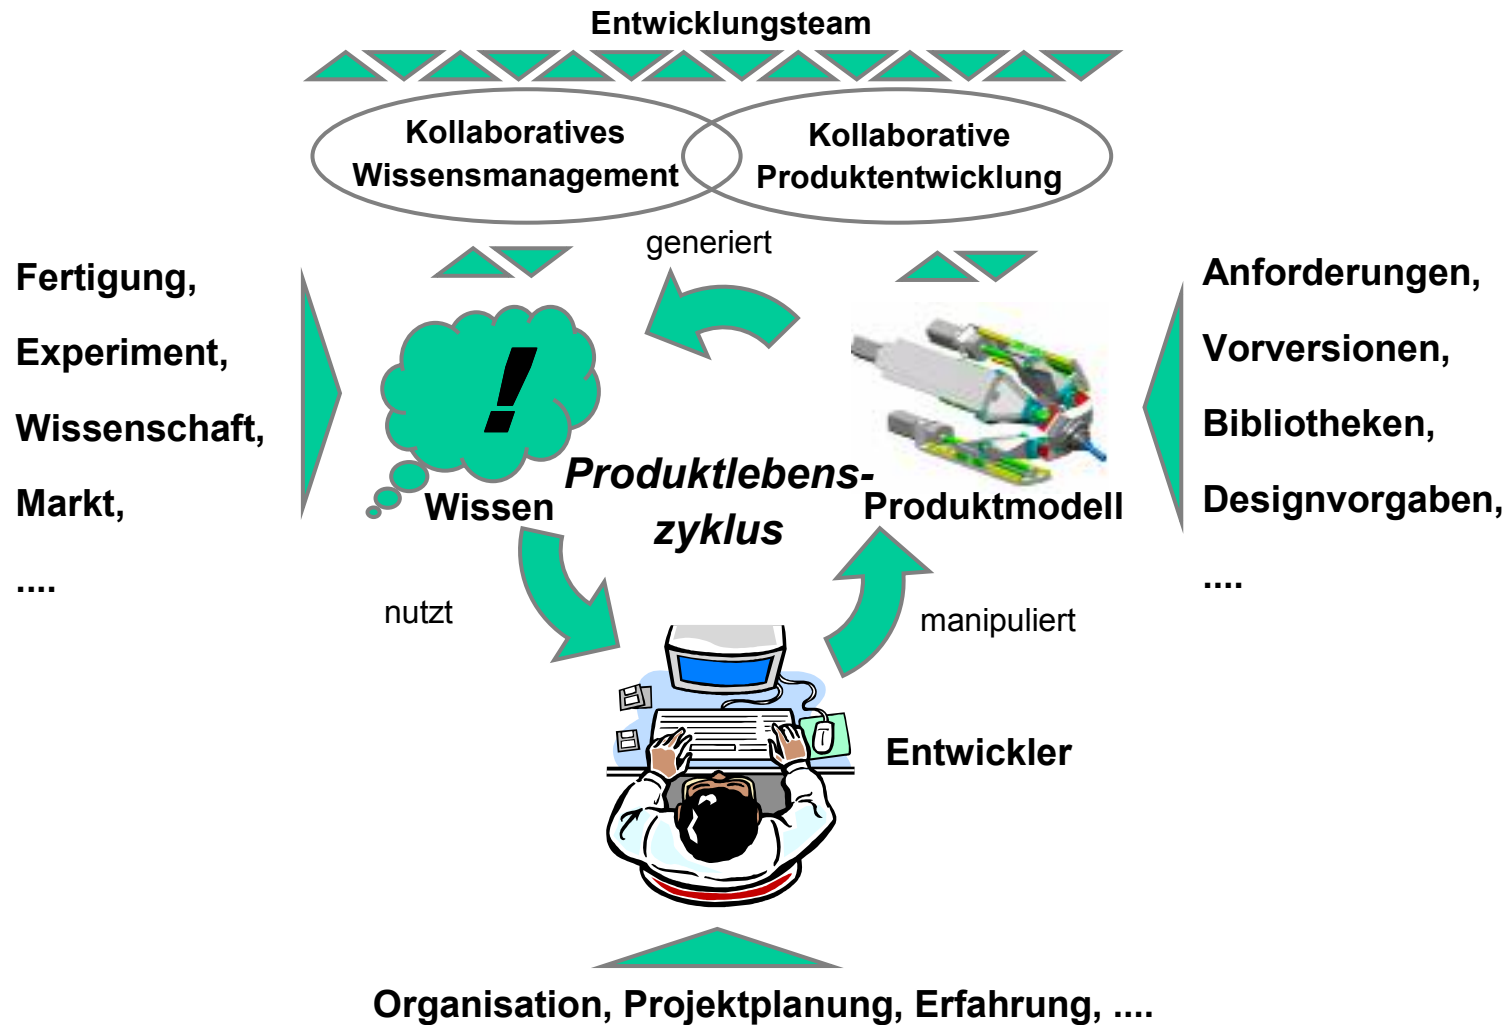 Entwicklungsteam
Kollaboratives
Wissensmanagement
Kollaborative
Produktentwicklung
generiert
Fertigung,
Experiment,
Wissenschaft,
Markt,
....
Anforderungen,
Vorversionen,
Bibliotheken,
Designvorgaben,
....
!
Wissen
Produktlebens-
zyklus
Produktmodell
nutzt
manipuliert
Entwickler
Organisation, Projektplanung, Erfahrung, ....